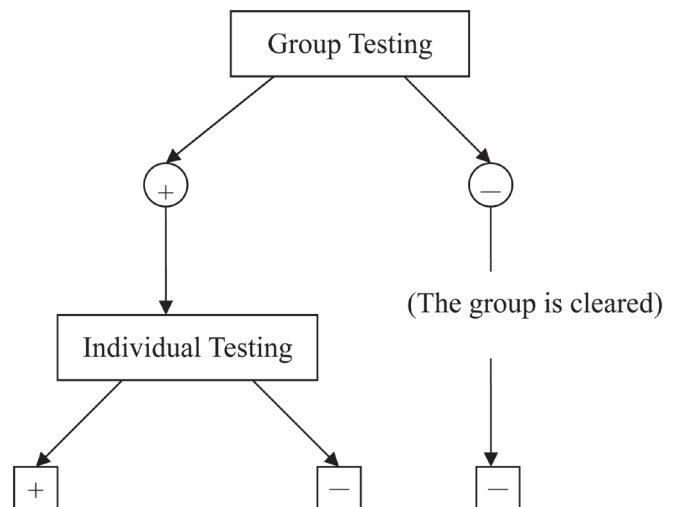 Group Testing
+
—
(The group is cleared)
Individual Testing
+
—
—